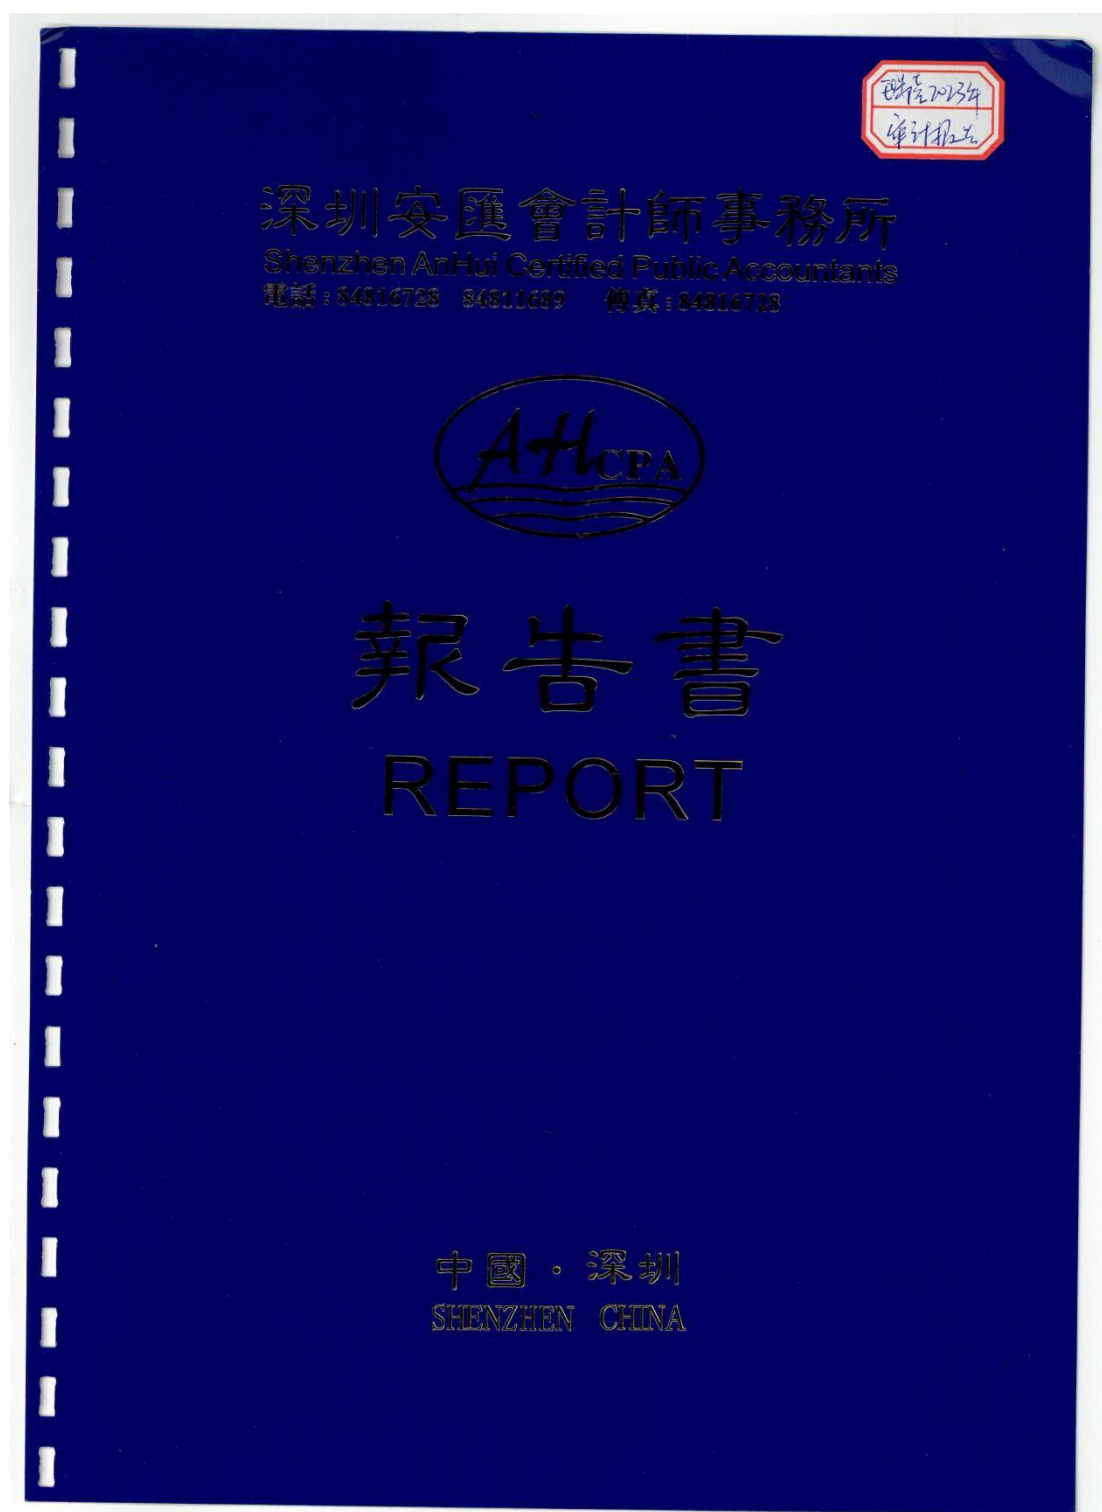 2023年
审计报告
深圳安匯會計師事務所
Shenzhen AnHui Certified Public Accountants
電話：84816728 84811689 傳真：84816728
AHCPA
報告書
REPORT
中國·深圳
SHENZHEN CHINA